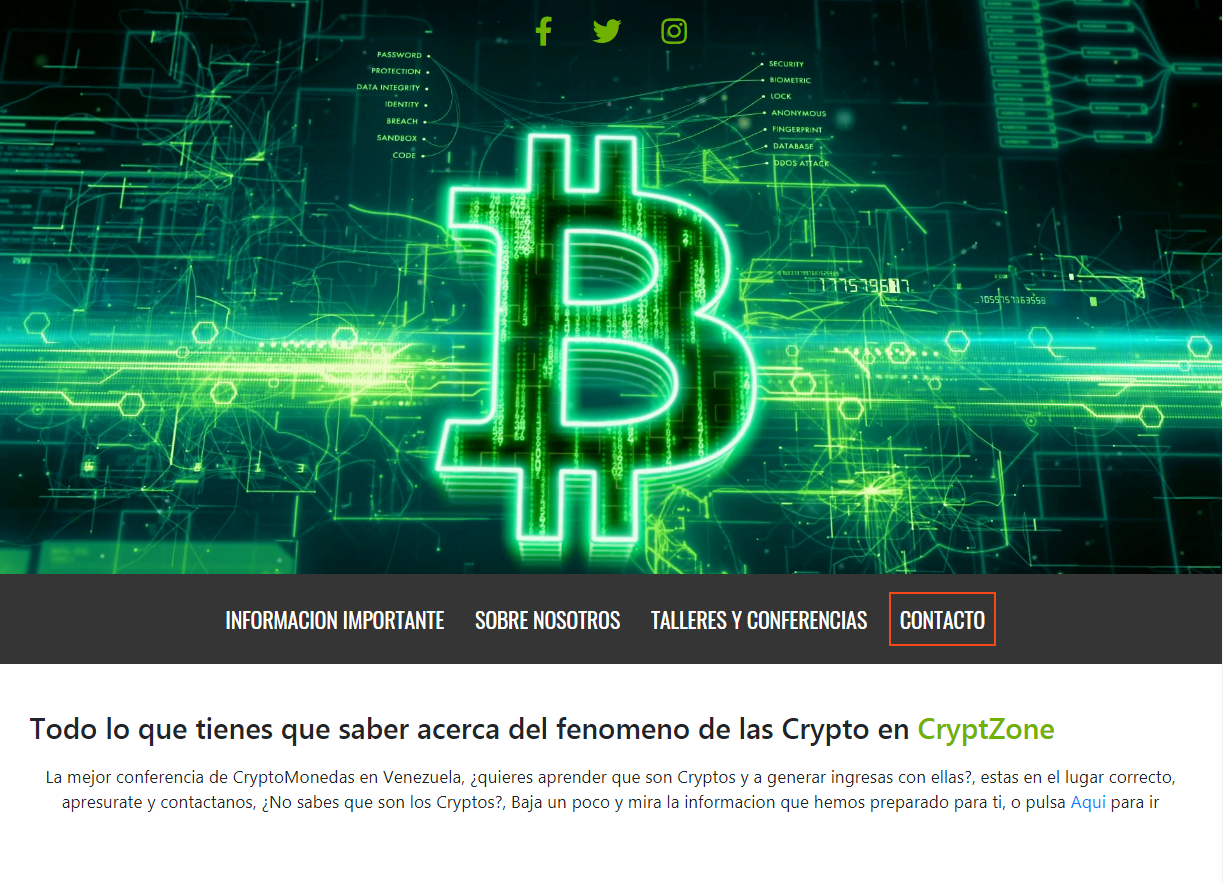 PASSWORD
PROTECTION
DATA INTEGRITY
IDENTITY
BREACH
SANDBOX
CODE
SECURITY
BIOMETRIC
LOCK
ANONYMOUS
FINGERPRINT
DATABASE
DDOS ATTACK
INFORMACION IMPORTANTE
SOBRE NOSOTROS
TALLERES Y CONFERENCIAS
CONTACTO
Todo lo que tienes que saber acerca del fenomeno de las Crypto en CryptZone
La mejor conferencia de CryptoMonedas en Venezuela, ¿quieres aprender que son Cryptos y a generar ingresas con ellas?, estas en el lugar correcto,
apresurate y contactanos, ¿No sabes que son los Cryptos?, Baja un poco y mira la informacion que hemos preparado para ti, o pulsa Aqui para ir